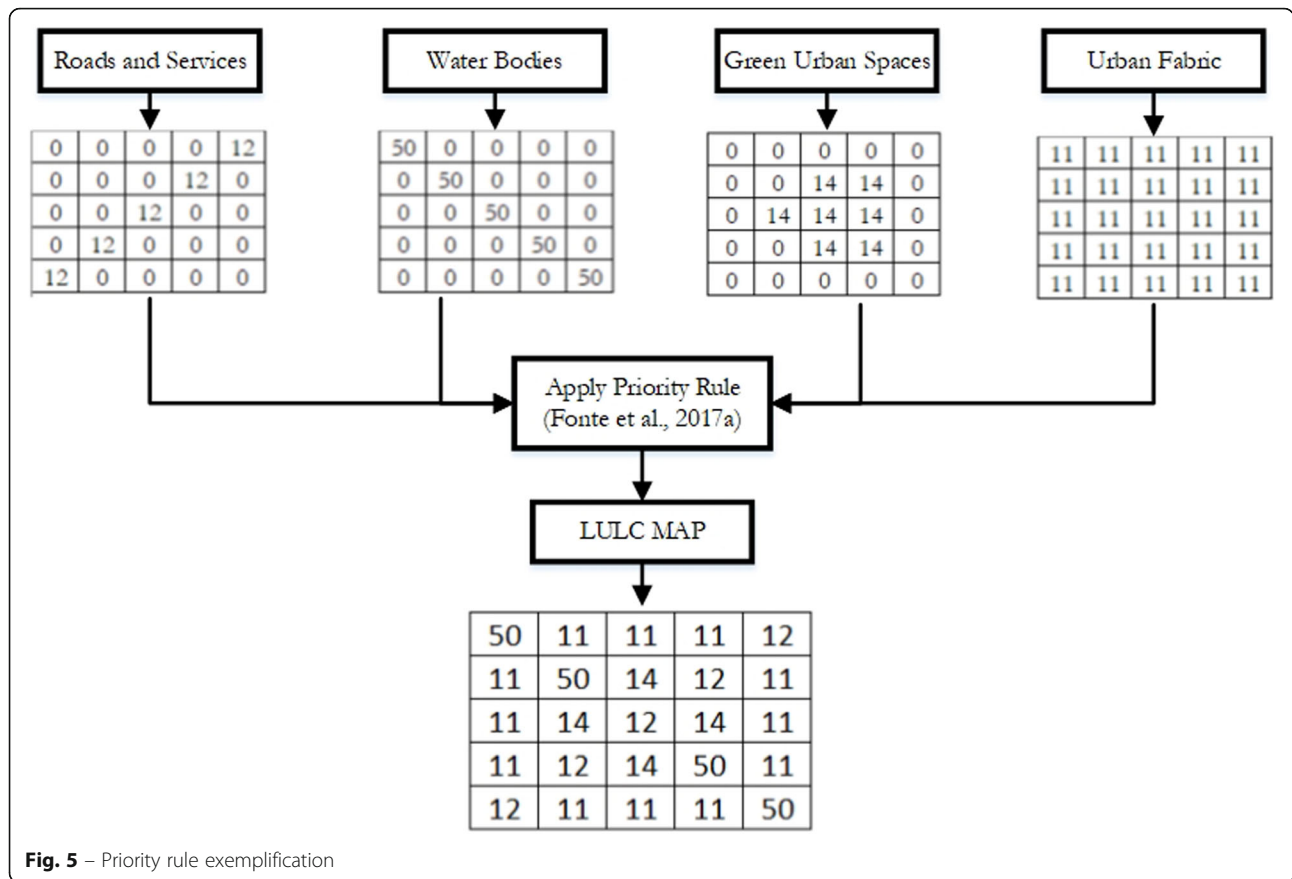 Roads and Services
Water Bodies
Green Urban Spaces
Urban Fabric
0 0 0 0 12
0 0 0 12 0
0 0 12 0 0
0 12 0 0 0
12 0 0 0 0
50 0 0 0 0
0 50 0 0 0
0 0 50 0 0
0 0 0 50 0
0 0 0 0 50
0 0 0 0 0
0 0 14 14 0
0 14 14 14 0
0 0 14 14 0
0 0 0 0 0
11 11 11 11 11
11 11 11 11 11
11 11 11 11 11
11 11 11 11 11
11 11 11 11 11
Apply Priority Rule
(Fonte et al., 2017a)
LULC MAP
50 11 11 11 12
11 50 14 12 11
11 14 12 14 11
11 12 14 50 11
12 11 11 11 50
Fig. 5 – Priority rule exemplification